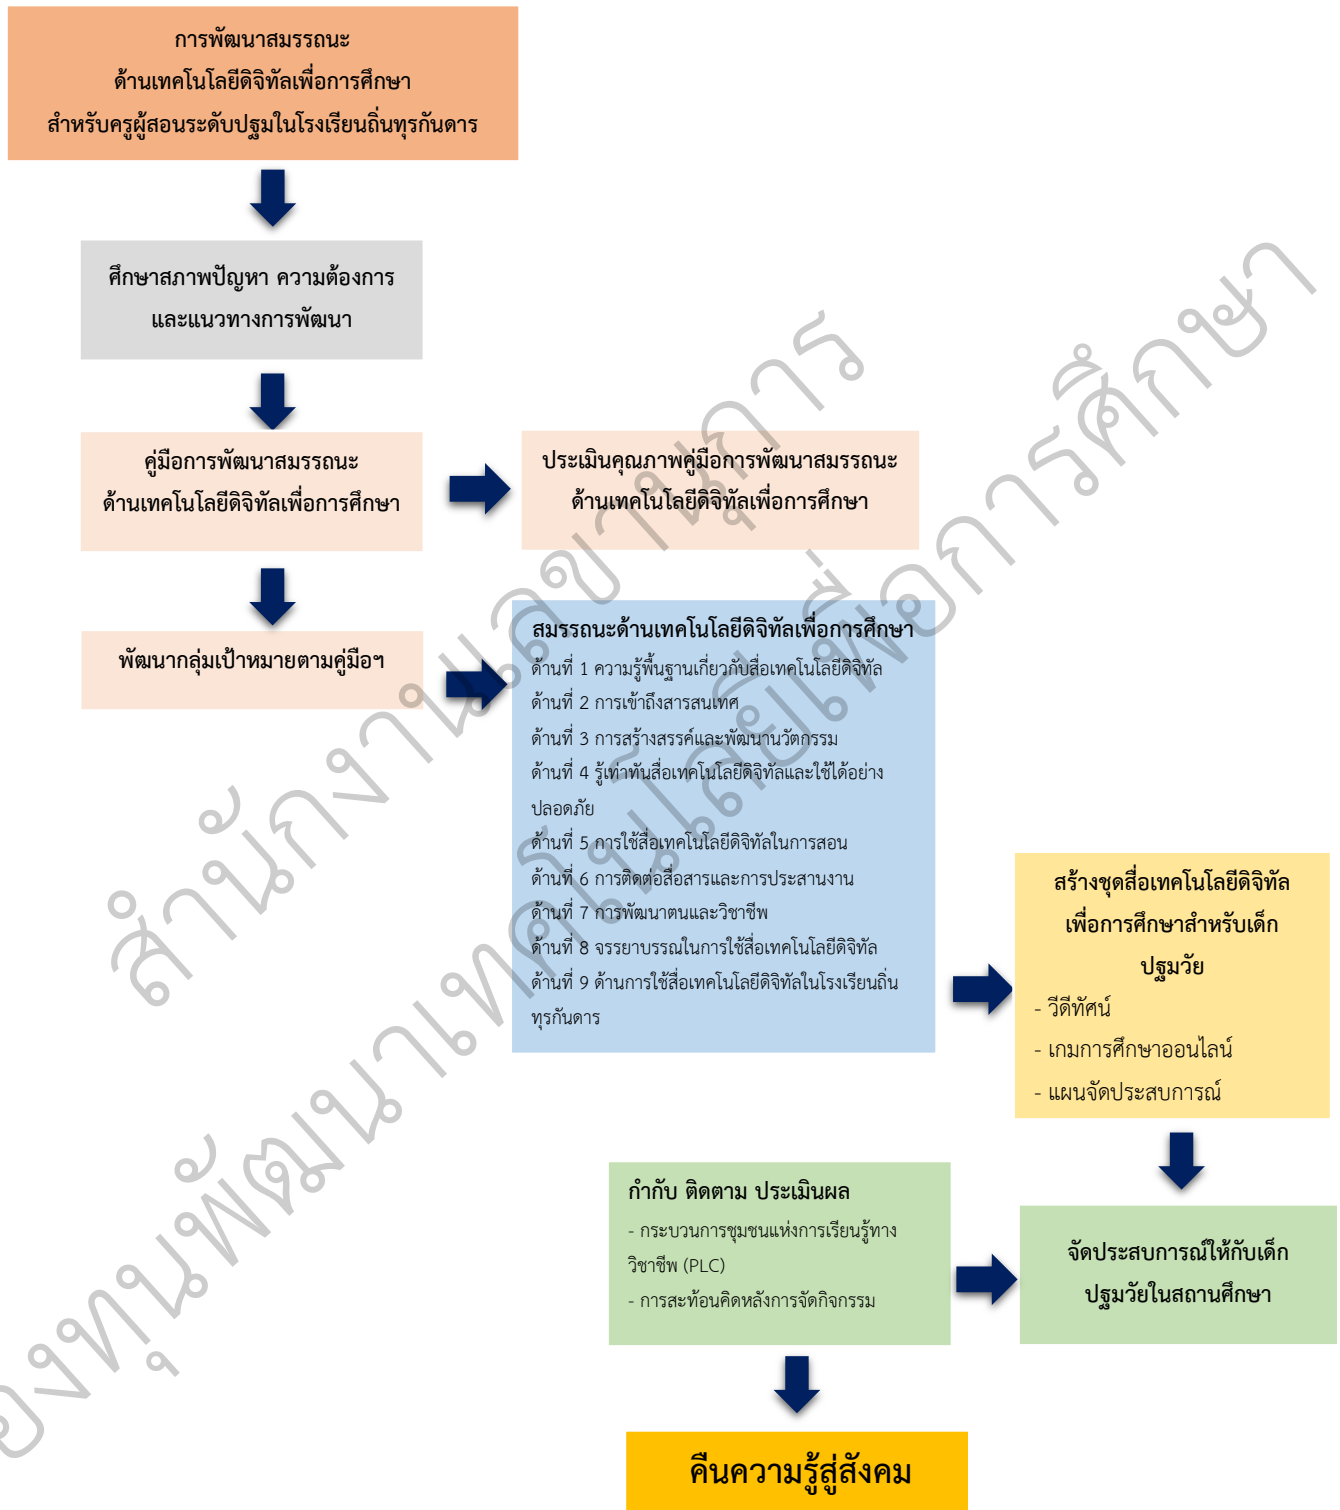 การพัฒนาสมรรถนะ
ด้านเทคโนโลยีดิจิทัลเพื่อการศึกษา
สำหรับครูผู้สอนระดับปฐมในโรงเรียนถิ่นทุรกันดาร
ศึกษาสภาพปัญหา ความต้องการ
และแนวทางการพัฒนา
คู่มือการพัฒนาสมรรถนะ
ด้านเทคโนโลยีดิจิทัลเพื่อการศึกษา
ประเมินคุณภาพคู่มือการพัฒนาสมรรถนะ
ด้านเทคโนโลยีดิจิทัลเพื่อการศึกษา
พัฒนากลุ่มเป้าหมายตามคู่มือฯ
สมรรถนะด้านเทคโนโลยีดิจิทัลเพื่อการศึกษา
ด้านที่ 1 ความรู้พื้นฐานเกี่ยวกับสื่อเทคโนโลยีดิจิทัล
ด้านที่ 2 การเข้าถึงสารสนเทศ
ด้านที่ 3 การสร้างสรรค์และพัฒนานวัตกรรม
ด้านที่ 4 รู้เท่าทันสื่อเทคโนโลยีดิจิทัลและใช้ได้อย่าง
ปลอดภัย
ด้านที่ 5 การใช้สื่อเทคโนโลยีดิจิทัลในการสอน
ด้านที่ 6 การติดต่อสื่อสารและการประสานงาน
ด้านที่ 7 การพัฒนาตนและวิชาชีพ
ด้านที่ 8 จรรยาบรรณในการใช้สื่อเทคโนโลยีดิจิทัล
ด้านที่ 9 ด้านการใช้สื่อเทคโนโลยีดิจิทัลในโรงเรียนถิ่น
ทุรกันดาร
สร้างชุดสื่อเทคโนโลยีดิจิทัล
เพื่อการศึกษาสำหรับเด็ก
ปฐมวัย
- วีดีทัศน์
- เกมการศึกษาออนไลน์
- แผนจัดประสบการณ์
กำกับ ติดตาม ประเมินผล
- กระบวนการชุมชนแห่งการเรียนรู้ทาง
วิชาชีพ (PLC)
- การสะท้อนคิดหลังการจัดกิจกรรม
จัดประสบการณ์ให้กับเด็ก
ปฐมวัยในสถานศึกษา
คืนความรู้สู่สังคม
สำนักงานเลขานุการ
กองทุนพัฒนาเทคโนโลยีเพื่อการศึกษา